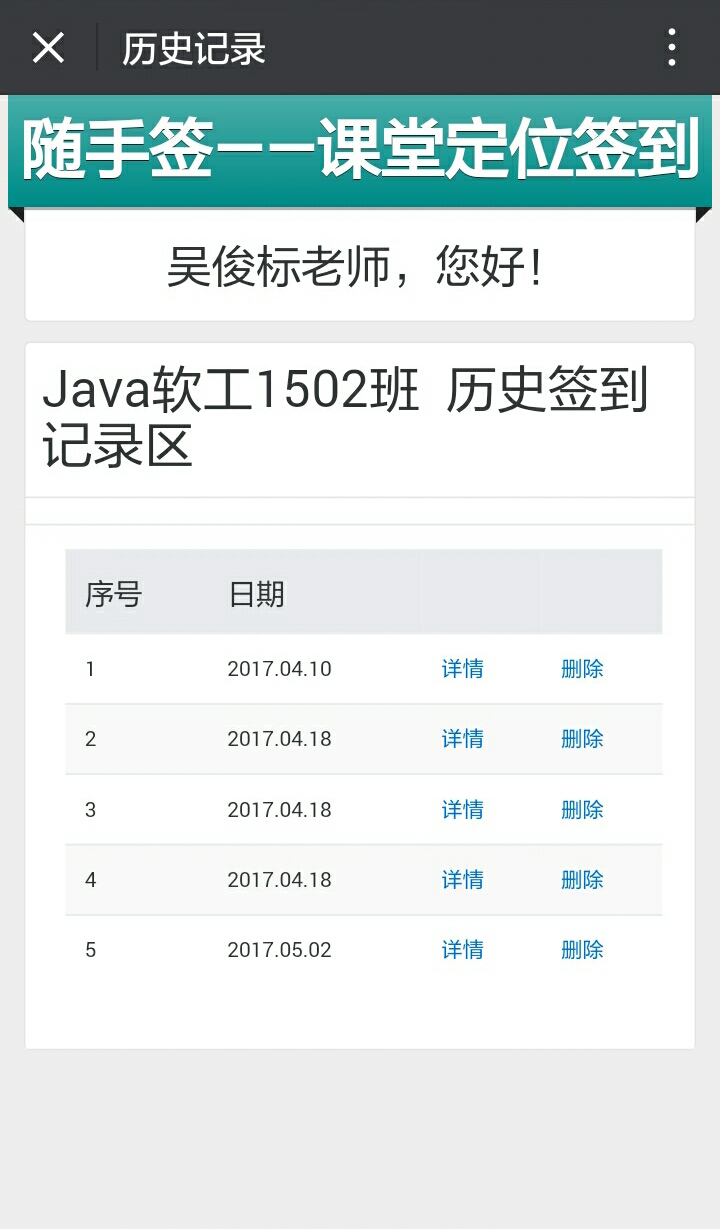 历史记录
随手签——课堂定位签到
吴俊标老师，您好！
Java软工1502班 历史签到
记录区
序号 日期
1 2017.04.10 详情 删除
2 2017.04.18 详情 删除
3 2017.04.18 详情 删除
4 2017.04.18 详情 删除
5 2017.05.02 详情 删除